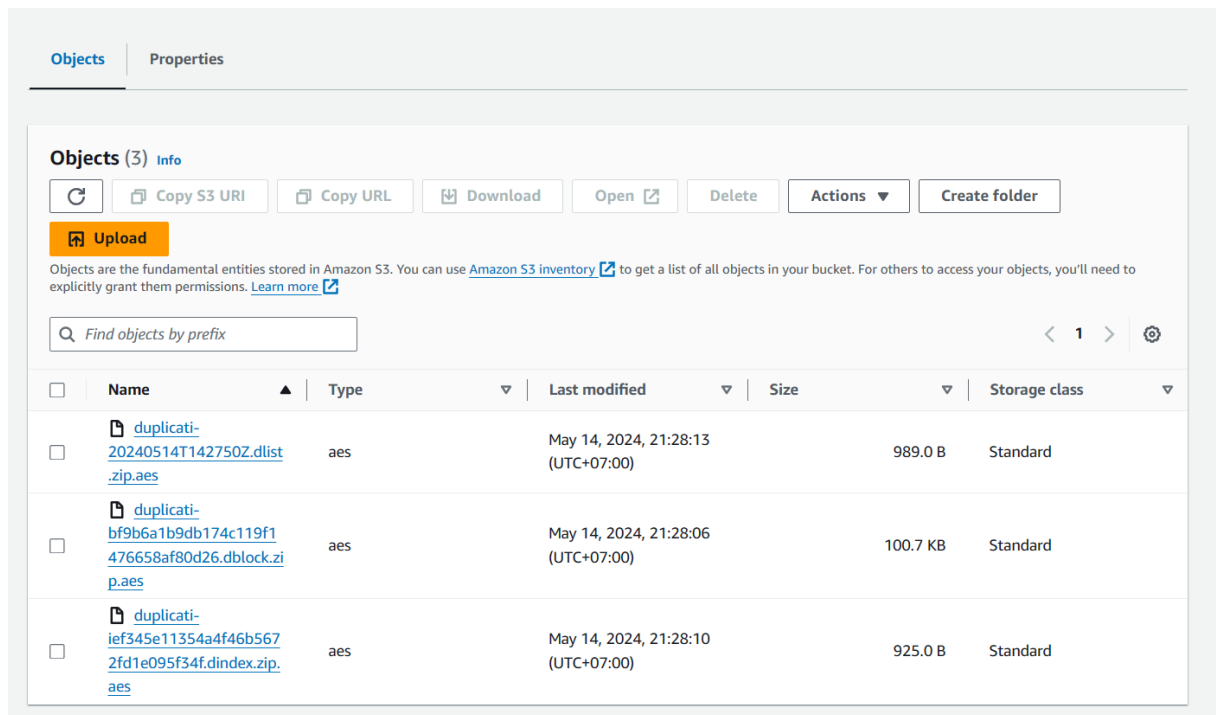 Objects Properties
Objects (3) Info
Copy S3 URI Copy URL Download Open Delete Actions Create folder
Upload
Objects are the fundamental entities stored in Amazon S3. You can use Amazon S3 inventory to get a list of all objects in your bucket. For others to access your objects, you'll need to
explicitly grant them permissions. Learn more
Find objects by prefix 1
Name Type Last modified Size Storage class
duplicati-
20240514T142750Z.dlist
.zip.aes
aes
May 14, 2024, 21:28:13
(UTC+07:00)
989.0 B
Standard
duplicati-
bf9b6a1b9db174c119f1
476658af80d26.dblock.zi
p.aes
aes
May 14, 2024, 21:28:06
(UTC+07:00)
100.7 KB
Standard
duplicati-
ief345e11354a4f46b567
2fd1e095f34f.dindex.zip.
aes
aes
May 14, 2024, 21:28:10
(UTC+07:00)
925.0 B
Standard